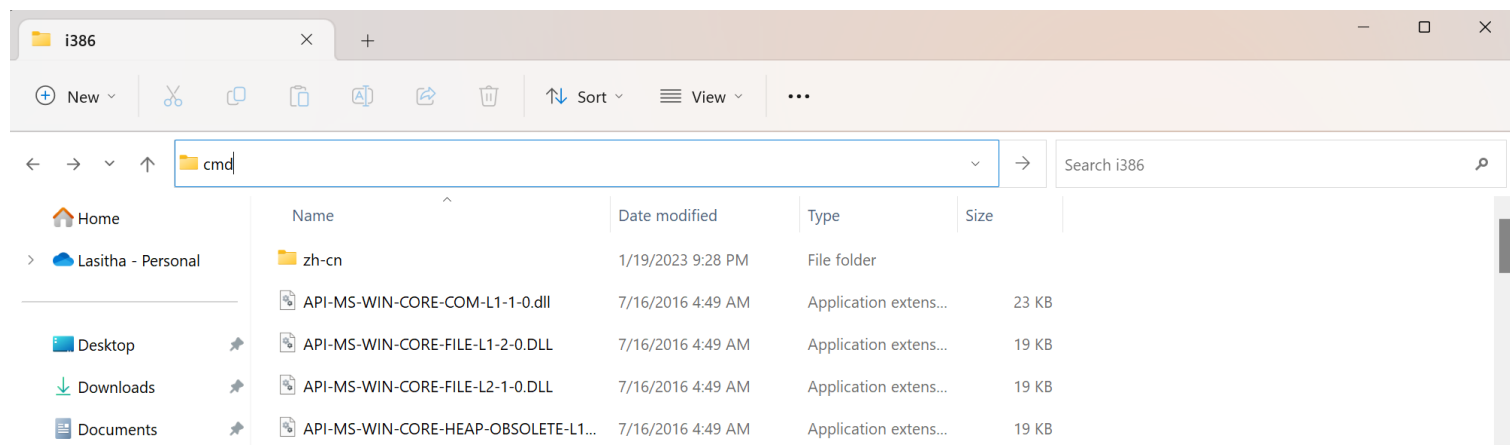 i386
New Sort View
cmd Search i386
Home Name Date modified Type Size
Lasitha - Personal zh-cn 1/19/2023 9:28 PM File folder
API-MS-WIN-CORE-COM-L1-1-0.dll 7/16/2016 4:49 AM Application extens... 23 KB
Desktop API-MS-WIN-CORE-FILE-L1-2-0.DLL 7/16/2016 4:49 AM Application extens... 19 KB
Downloads API-MS-WIN-CORE-FILE-L2-1-0.DLL 7/16/2016 4:49 AM Application extens... 19 KB
Documents API-MS-WIN-CORE-HEAP-OBSOLETE-L1... 7/16/2016 4:49 AM Application extens... 19 KB